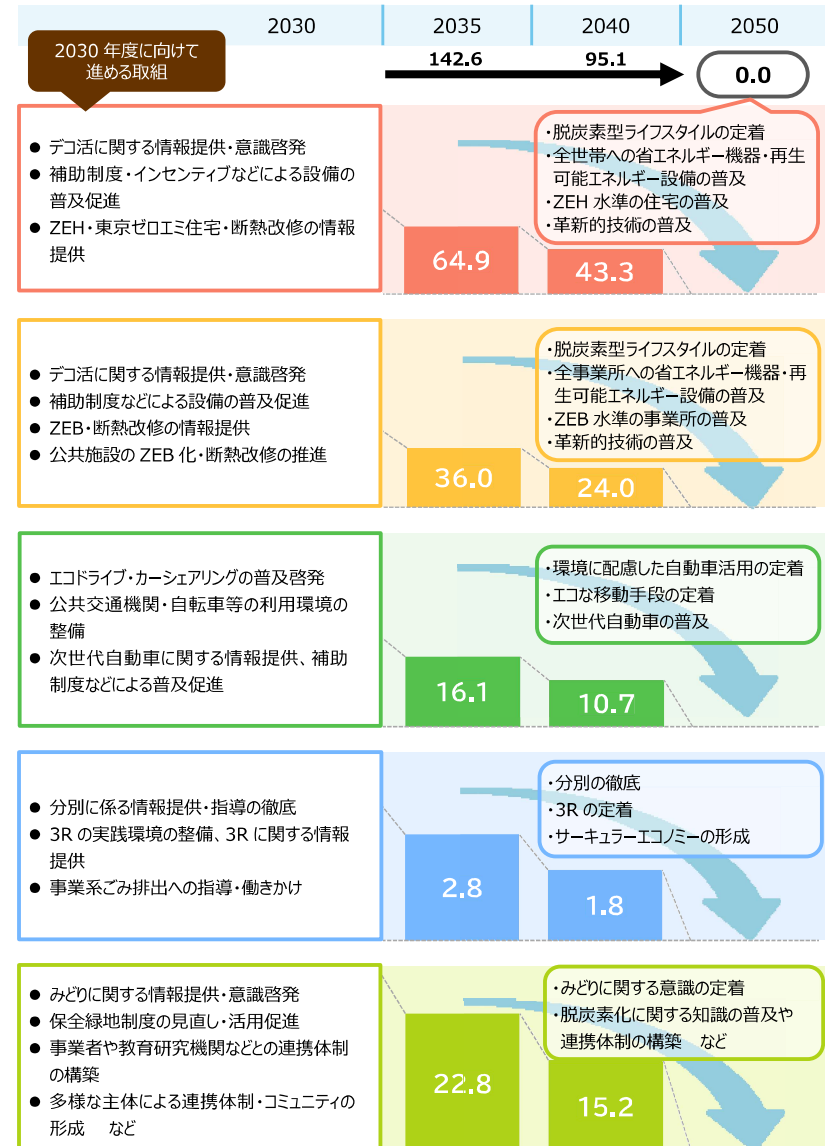 2030 2035 2040 2050
2030年度に向けて
進める取組
142.6 95.1 0.0
● デコ活に関する情報提供・意識啓発
● 補助制度・インセンティブなどによる設備の
普及促進
● ZEH・東京ゼロエミ住宅・断熱改修の情報
提供
64.9
43.3
・脱炭素型ライフスタイルの定着
・全世帯への省エネルギー機器・再生
可能エネルギー設備の普及
・ZEH 水準の住宅の普及
・革新的技術の普及
● デコ活に関する情報提供・意識啓発
● 補助制度などによる設備の普及促進
● ZEB・断熱改修の情報提供
● 公共施設の ZEB 化・断熱改修の推進
36.0
24.0
・脱炭素型ライフスタイルの定着
・全事業所への省エネルギー機器・再
生可能エネルギー設備の普及
・ZEB 水準の事業所の普及
・革新的技術の普及
● エコドライブ・カーシェアリングの普及啓発
● 公共交通機関・自転車等の利用環境の
整備
● 次世代自動車に関する情報提供、補助
制度などによる普及促進
16.1
10.7
・環境に配慮した自動車活用の定着
・エコな移動手段の定着
・次世代自動車の普及
● 分別に係る情報提供・指導の徹底
● 3R の実践環境の整備、3R に関する情報
提供
● 事業系ごみ排出への指導・働きかけ
2.8
1.8
・分別の徹底
・3R の定着
・サーキュラーエコノミーの形成
● みどりに関する情報提供・意識啓発
● 保全緑地制度の見直し・活用促進
● 事業者や教育研究機関などとの連携体制
の構築
● 多様な主体による連携体制・コミュニティの
形成 など
22.8
15.2
・みどりに関する意識の定着
・脱炭素化に関する知識の普及や
連携体制の構築 など